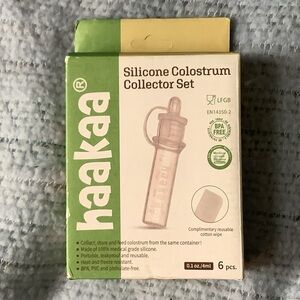 haakaa®
Silicone Colostrum
Collector Set
LFGB
EN14350-2
BPA
FREE
Complimentary reusable
cotton wipe
• Collect, store and feed colostrum from the same container!
• Made of 100% medical grade silicone.
• Portable, leakproof and reusable.
• Heat and freeze resistant.
• BPA, PVC and phthalate-free.
0.1 oz./4ml
6 pcs.